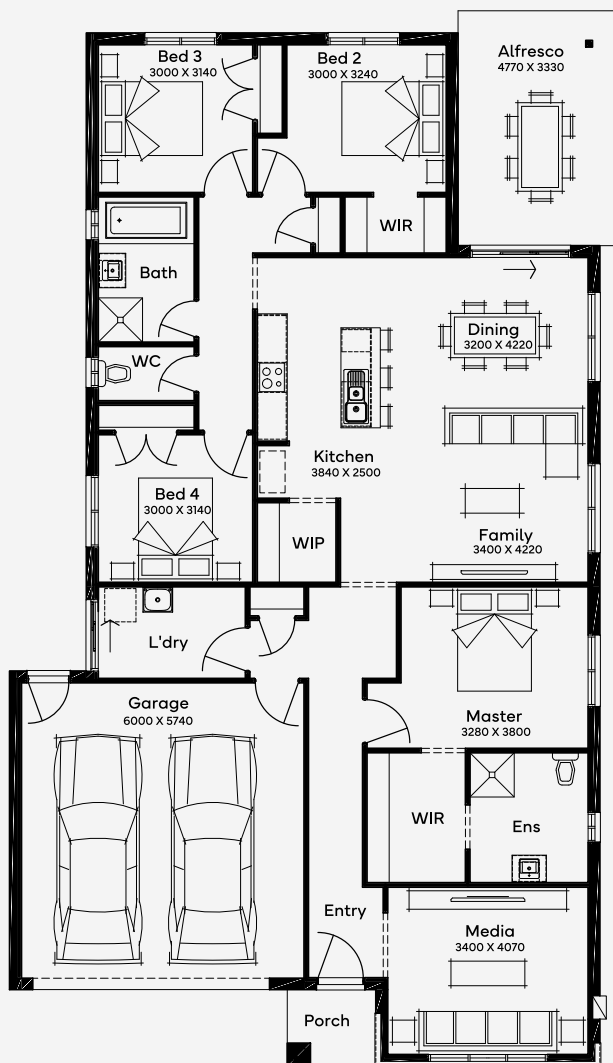 Bed 3
3000 X 3140
Bed 2
3000 X 3240
Alfresco
4770 X 3330
WIR
Bath
Dining
3200 X 4220
WC
Kitchen
3840 X 2500
Bed 4
3000 X 3140
Family
3400 X 4220
WIP
L'dry
Garage
6000 X 5740
Master
3280 X 3800
WIR
Ens
Entry
Media
3400 X 4070
Porch